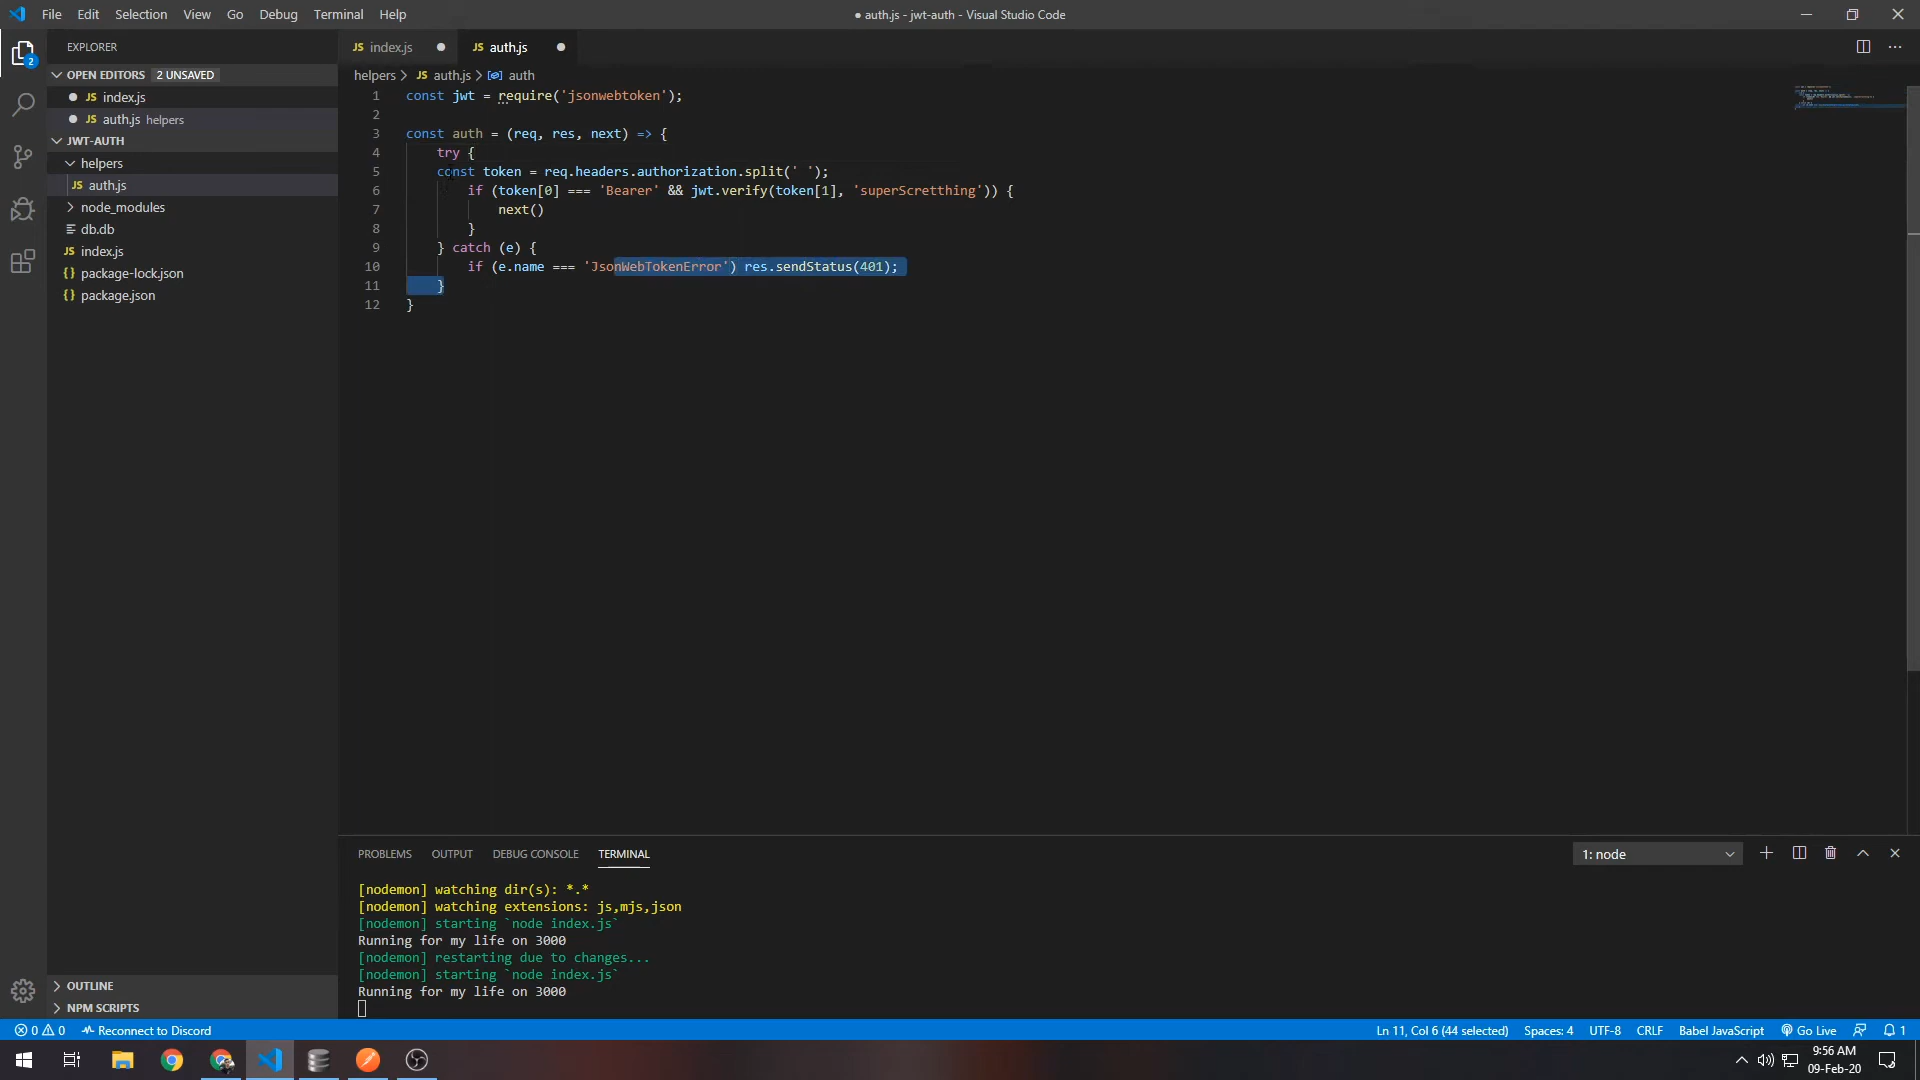 File Edit Selection View Go Debug Terminal Help
● auth.js - jwt-auth - Visual Studio Code
EXPLORER
OPEN EDITORS 2 UNSAVED
JS index.js
JS auth.js helpers
JWT-AUTH
helpers
JS auth.js
node_modules
db.db
JS index.js
{} package-lock.json
{} package.json
OUTLINE
NPM SCRIPTS
2
JS index.js
JS auth.js
helpers > JS auth.js > auth
1 const jwt = require('jsonwebtoken');
2
3 const auth = (req, res, next) => {
4 try {
5 const token = req.headers.authorization.split(' ');
6 if (token[0] === 'Bearer' && jwt.verify(token[1], 'superScretthing')) {
7 next()
8 }
9 } catch (e) {
10 if (e.name === 'JsonWebTokenError') res.sendStatus(401);
11 }
12 }
PROBLEMS OUTPUT DEBUG CONSOLE TERMINAL
1: node
[nodemon] watching dir(s): *.*
[nodemon] watching extensions: js,mjs,json
[nodemon] starting `node index.js`
Running for my life on 3000
[nodemon] restarting due to changes...
[nodemon] starting `node index.js`
Running for my life on 3000
0 0 Reconnect to Discord
Ln 11, Col 6 (44 selected) Spaces: 4 UTF-8 CRLF Babel JavaScript Go Live 1
9:56 AM
09-Feb-20